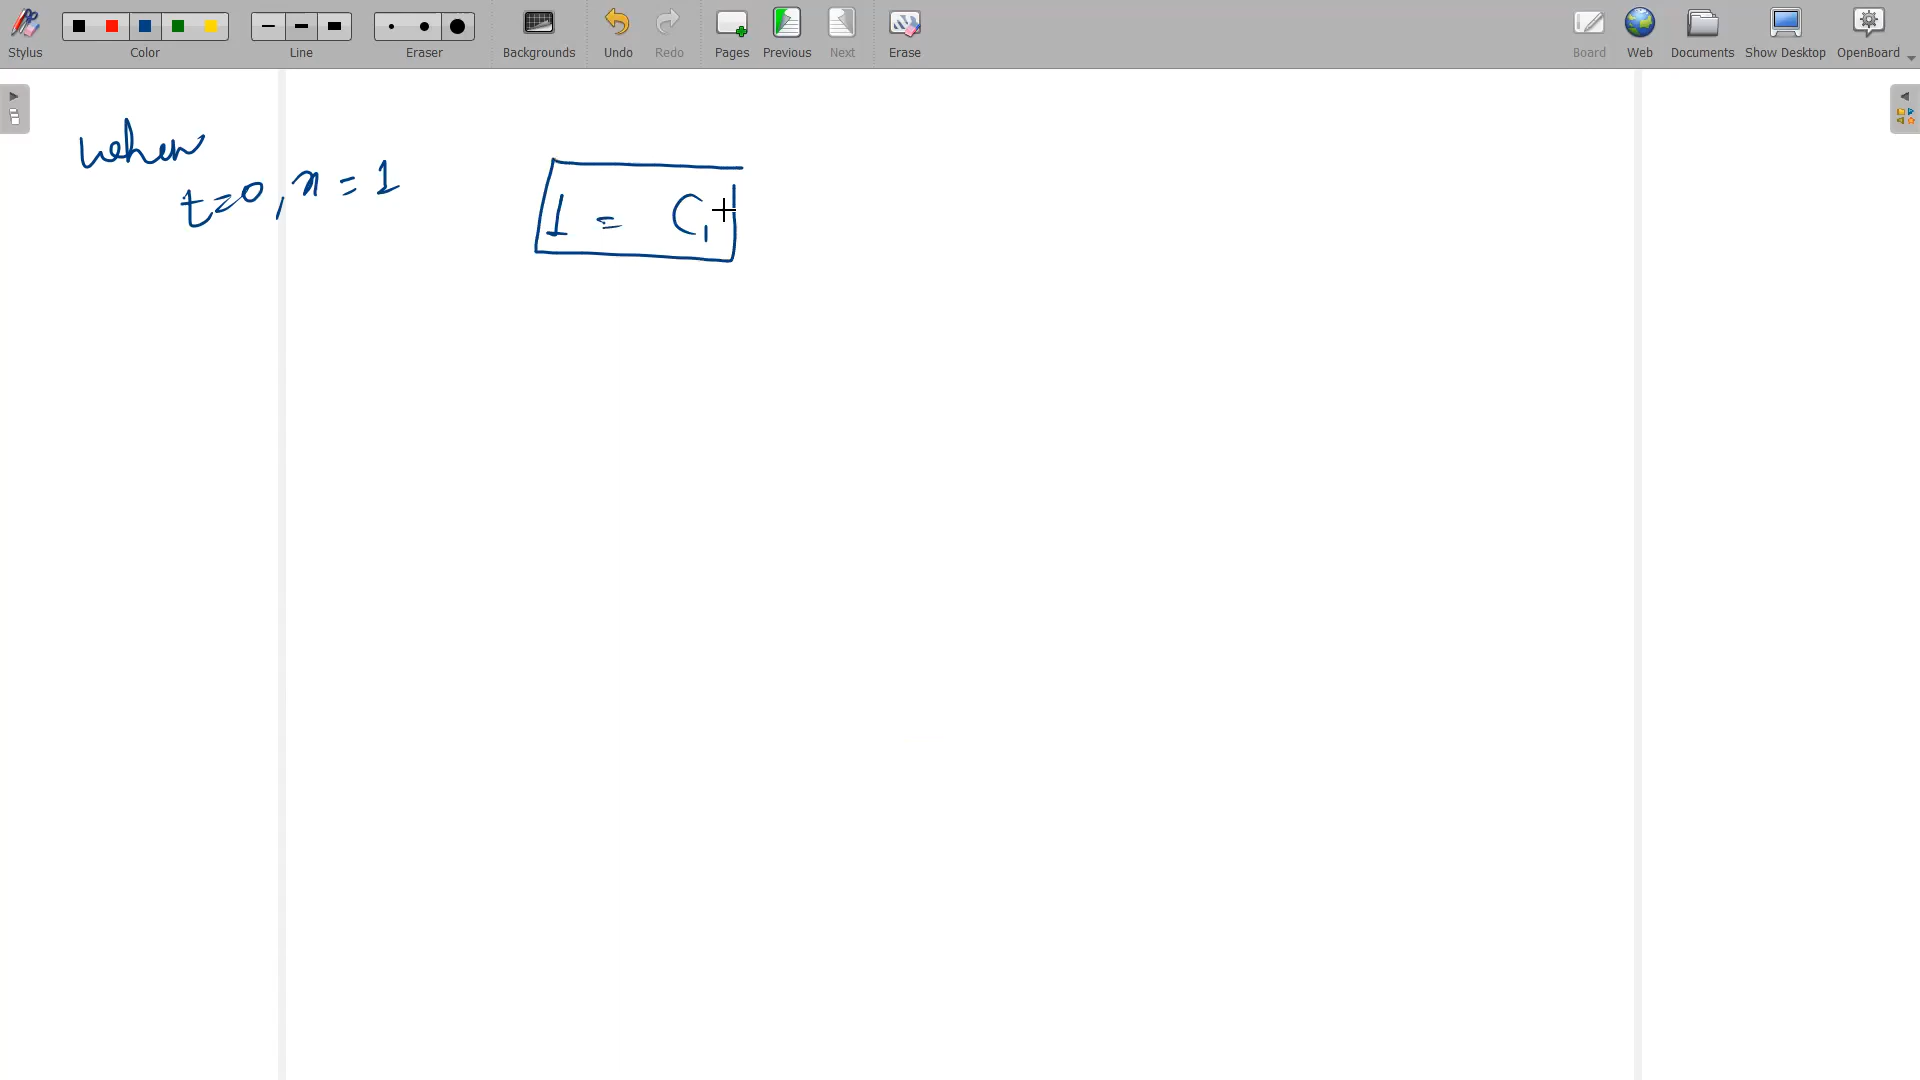 Stylus
Color
Line
Eraser
Backgrounds
Undo
Redo
Pages
Previous
Next
Erase
Board
Web
Documents
Show Desktop
OpenBoard
when
t=0, x = 1
1 = C₁